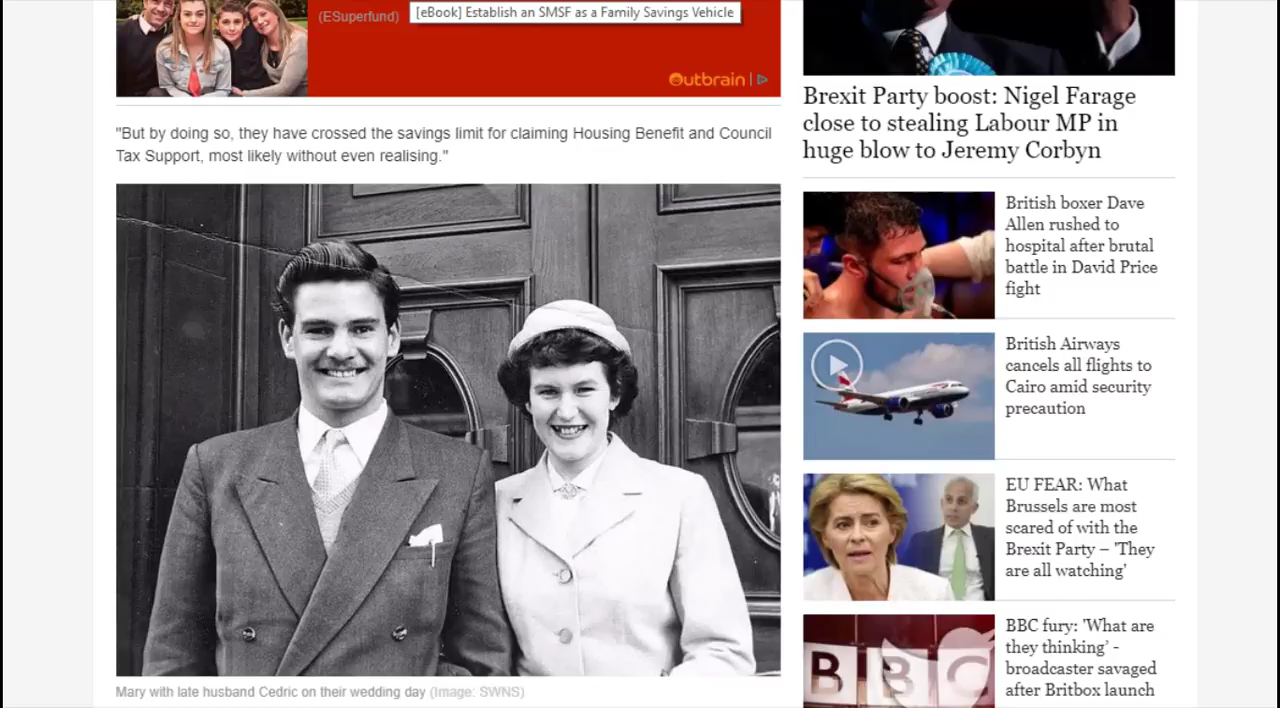 (ESuperfund)
[eBook] Establish an SMSF as a Family Savings Vehicle
Outbrain
"But by doing so, they have crossed the savings limit for claiming Housing Benefit and Council
Tax Support, most likely without even realising."
Mary with late husband Cedric on their wedding day (Image: SWNS)
Brexit Party boost: Nigel Farage
close to stealing Labour MP in
huge blow to Jeremy Corbyn
British boxer Dave
Allen rushed to
hospital after brutal
battle in David Price
fight
British Airways
cancels all flights to
Cairo amid security
precaution
EU FEAR: What
Brussels are most
scared of with the
Brexit Party – 'They
are all watching'
BBC
BBC fury: 'What are
they thinking' -
broadcaster savaged
after Britbox launch